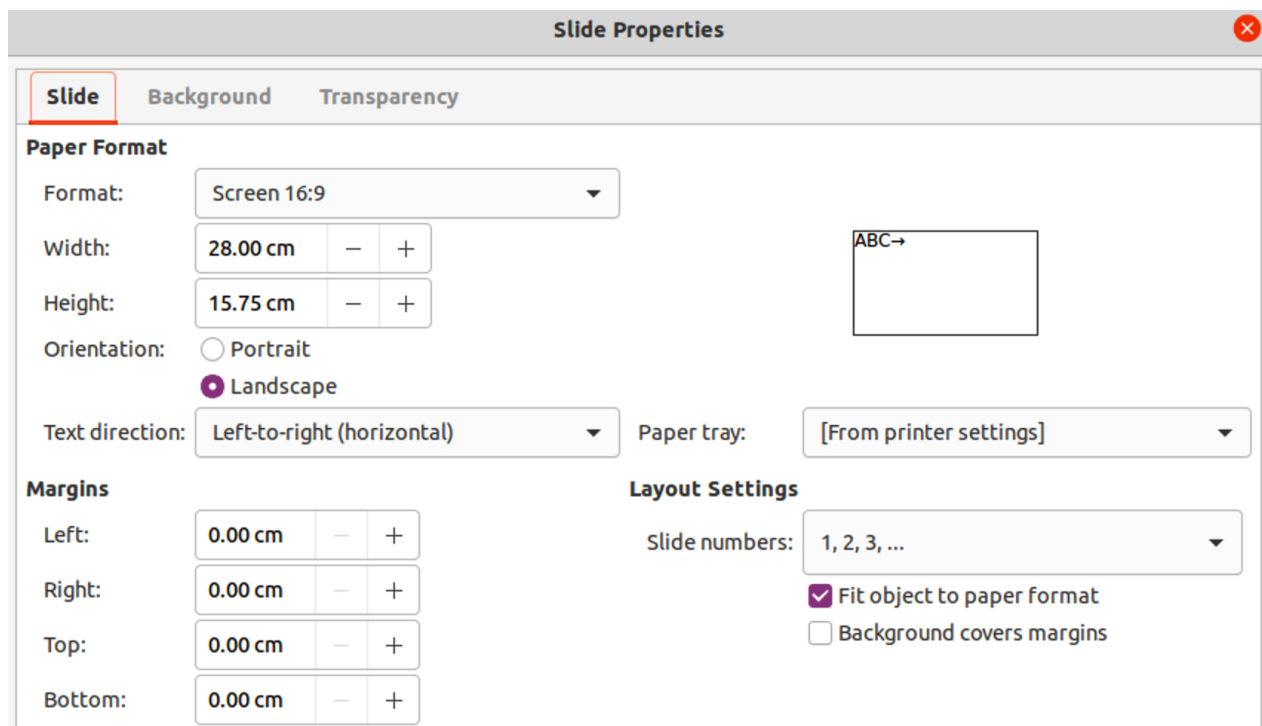 Slide Properties
Slide Background Transparency
Paper Format
Format: Screen 16:9
Width: 28.00 cm − +
ABC→
Height: 15.75 cm − +
Orientation: Portrait
Landscape
Text direction: Left-to-right (horizontal) Paper tray: [From printer settings]
Margins Layout Settings
Left: 0.00 cm − + Slide numbers: 1, 2, 3, ...
Right: 0.00 cm − + Fit object to paper format
Top: 0.00 cm − + Background covers margins
Bottom: 0.00 cm − +